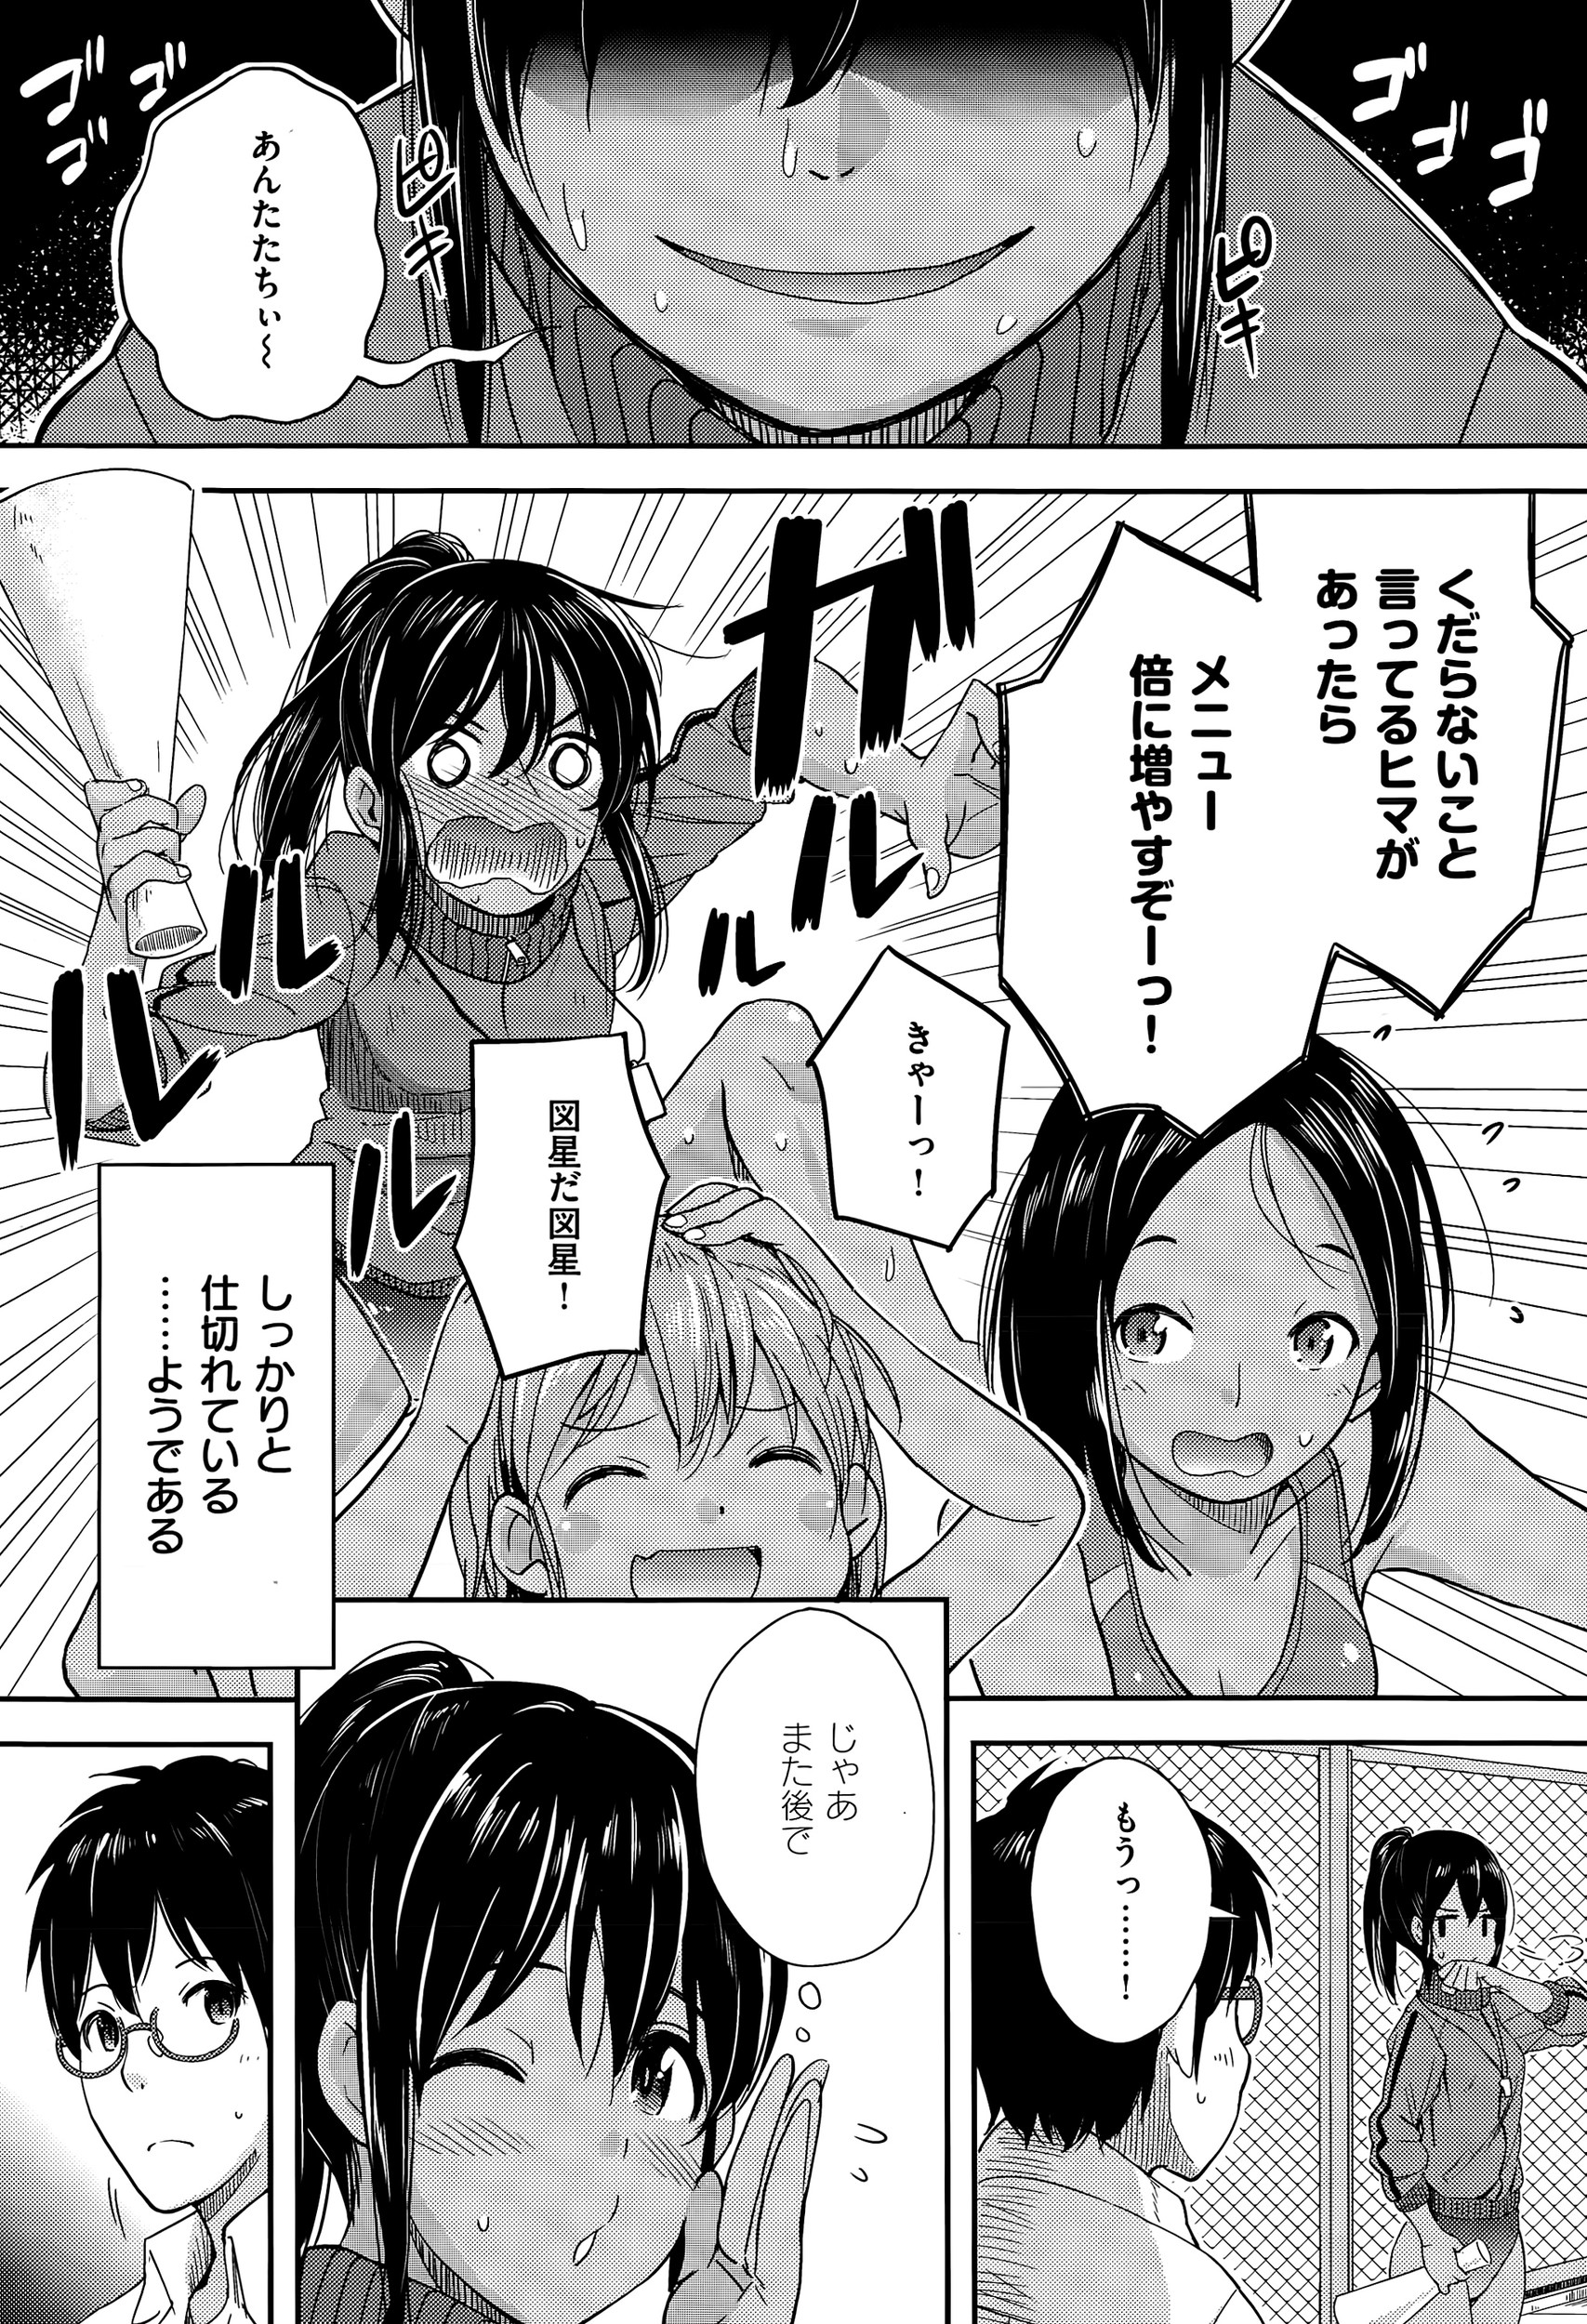 ゴ
ゴ
ゴ
ゴ
ゴ
ゴ
ピキ
ピキ
あんたたちぃ～
くだらないこと
言ってるヒマが
あったら
メニュー
倍に増やすぞーっ！
ガ
ルル
ル
ルル
ルル
ル
きゃーっ！
図星だ図星！
しっかりと
仕切れている
……ようである
もうっ………！
じゃあ
また後で